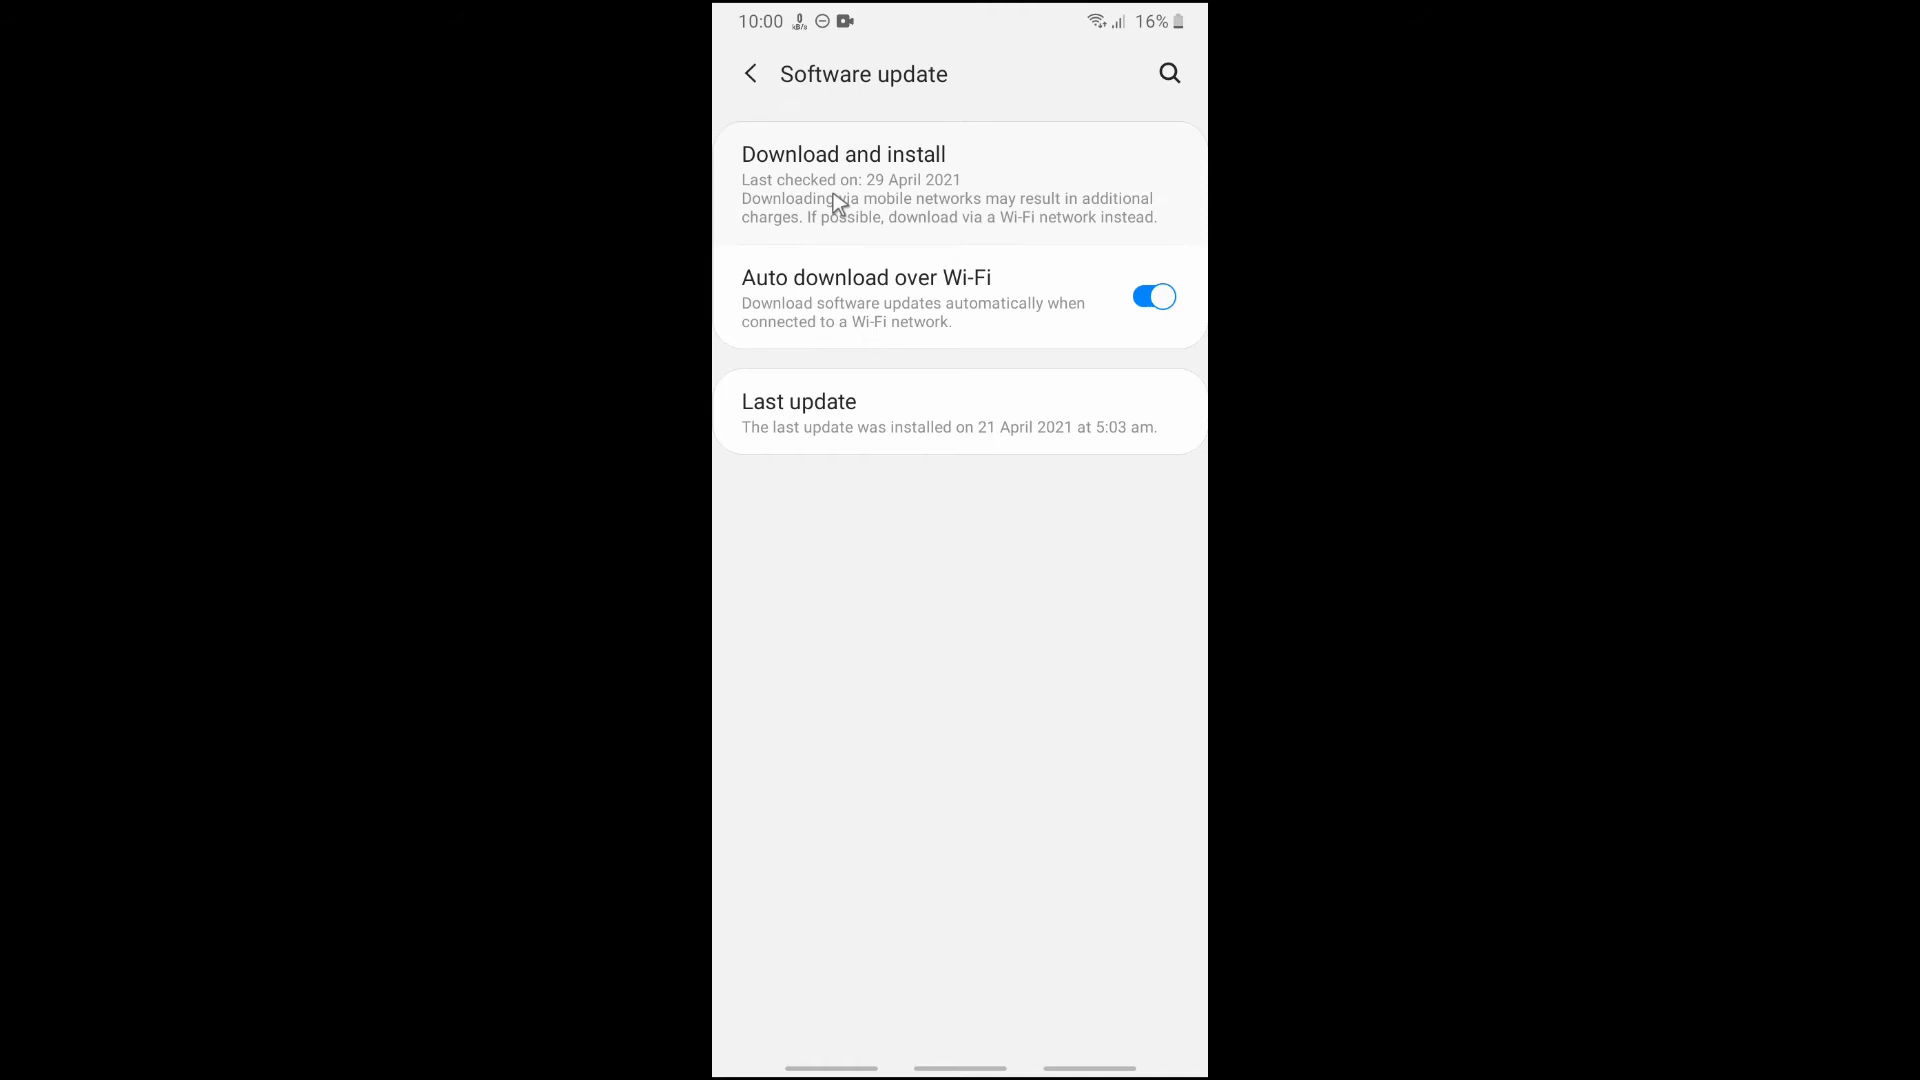 10:00 0 kB/s 16%
Software update
Download and install
Last checked on: 29 April 2021
Downloading via mobile networks may result in additional
charges. If possible, download via a Wi-Fi network instead.
Auto download over Wi-Fi
Download software updates automatically when
connected to a Wi-Fi network.
Last update
The last update was installed on 21 April 2021 at 5:03 am.